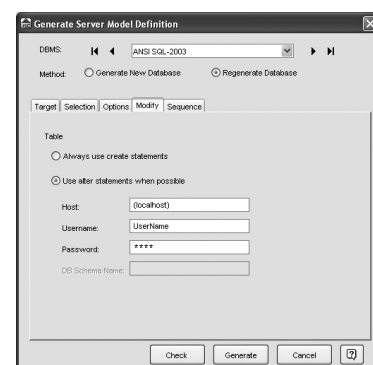 Generate Server Model Definition
DBMS: ANSI SQL-2003
Method: Generate New Database Regenerate Database
Target Selection Options Modify Sequence
Table
Always use create statements
Use alter statements when possible
Host: (localhost)
Username: UserName
Password: ****
DB Schema Name:
Check Generate Cancel ?